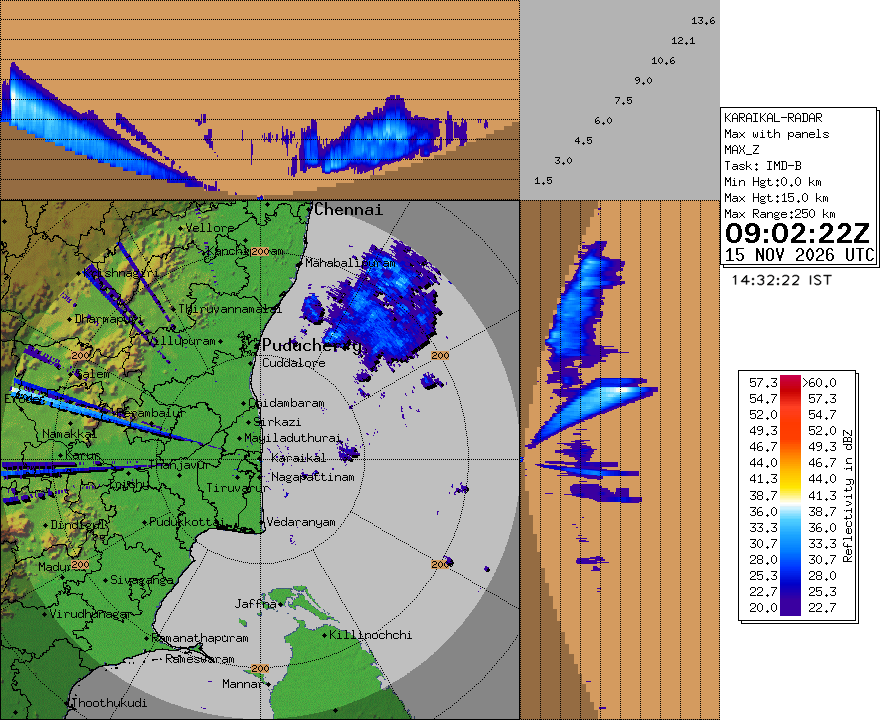 13.6
12.1
10.6
9.0
7.5
6.0
4.5
3.0
1.5
KARAIKAL-RADAR
Max with panels
MAX_Z
Task: IMD-B
Min Hgt:0.0 km
Max Hgt:15.0 km
Max Range:250 km
09:02:22Z
15 NOV 2026 UTC
14:32:22 IST
Chennai
Vellore
200
Mahabalipuram
Krishnagiri
Thiruvannamalai
Dharmapuri
Villupuram
Puducherry
200
200
Cuddalore
Salem
Erode
Perambalur
Chidambaram
Sirkazi
Namakkal
Mayiladuthurai
Karur
Thanjavur
Karaikal
Nagapattinam
Tiruvarur
Dindigul
Pudukkottai
Vedaranyam
Madurai
200
200
Sivaganga
Jaffna
Virudhunagar
Ramanathapuram
Killinochchi
Rameswaram
200
Mannar
Thoothukudi
57.3 >60.0
54.7 57.3
52.0 54.7
49.3 52.0
46.7 49.3
44.0 46.7
41.3 44.0
38.7 41.3
36.0 38.7
33.3 36.0
30.7 33.3
28.0 30.7
25.3 28.0
22.7 25.3
20.0 22.7
Reflectivity in dBZ